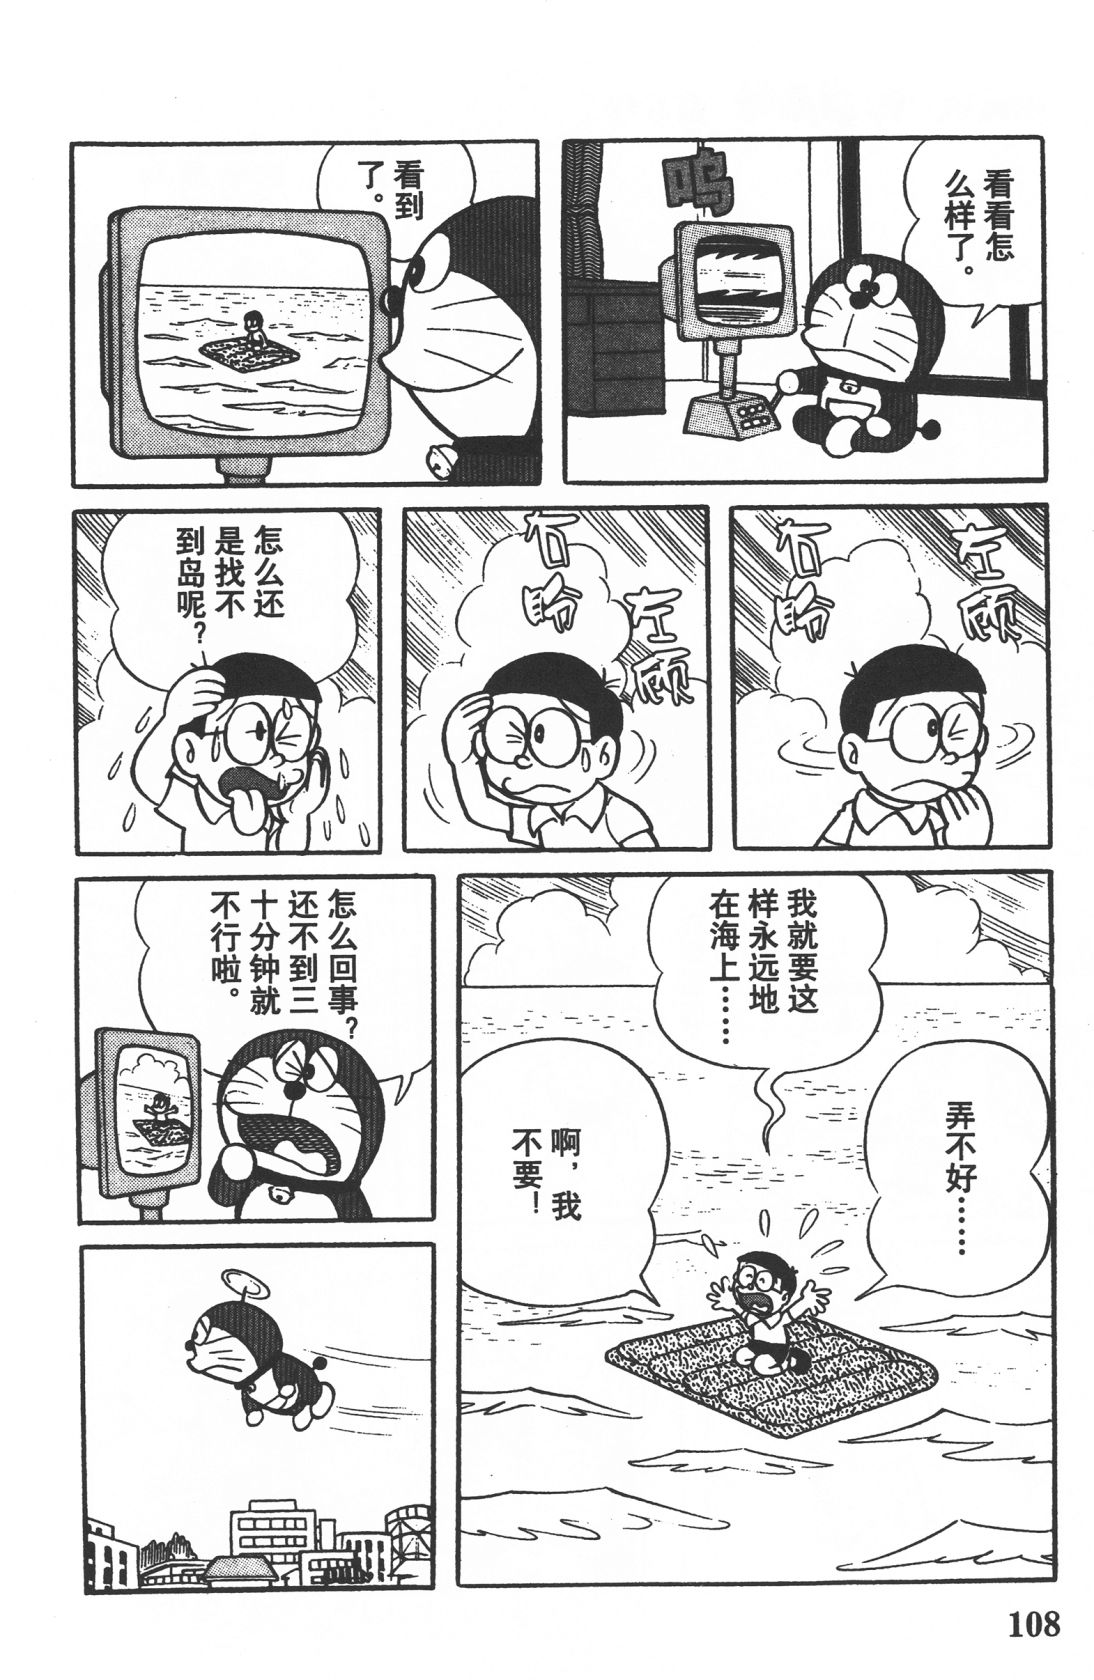 看看怎
么样了。
呜
看到
了。
左顾
右盼
左顾
右盼
怎么还
是找不
到岛呢？
弄不好……
我就要这
样永远地
在海上……
啊，我
不要！
怎么回事？
还不到三
十分钟就
不行啦。
108